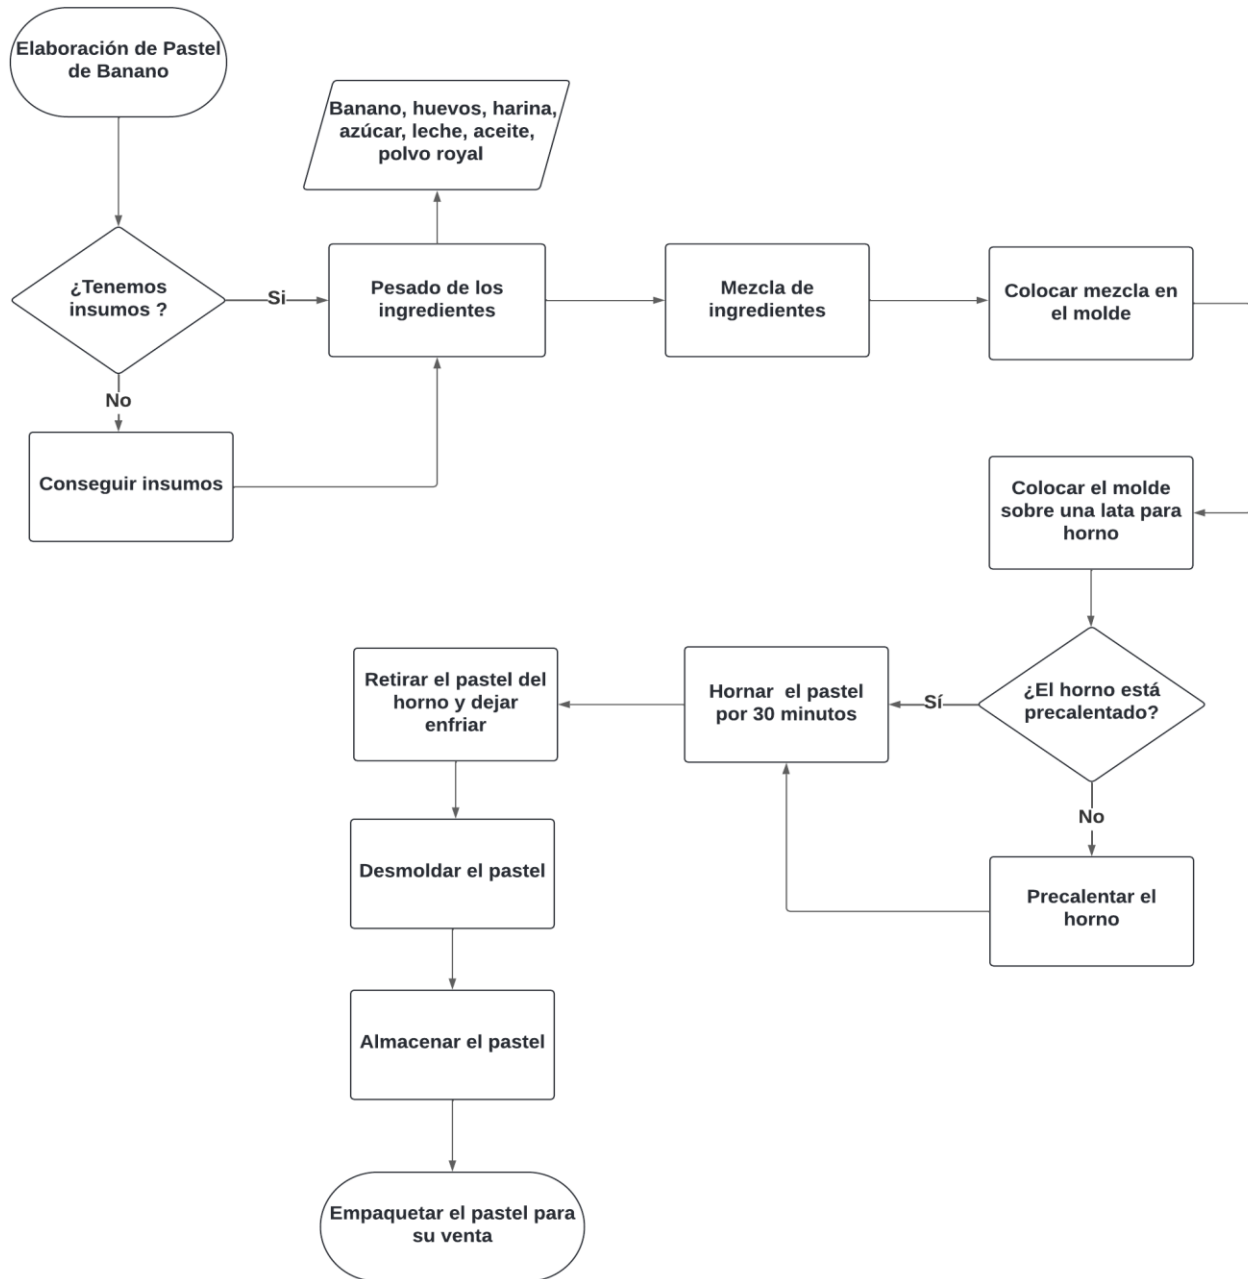 Elaboración de Pastel
de Banano
Banano, huevos, harina,
azúcar, leche, aceite,
polvo royal
¿Tenemos
insumos ?
Si
Pesado de los
ingredientes
Mezcla de
ingredientes
Colocar mezcla en
el molde
No
Conseguir insumos
Colocar el molde
sobre una lata para
horno
¿El horno está
precalentado?
Sí
Hornar el pastel
por 30 minutos
Retirar el pastel del
horno y dejar
enfriar
No
Precalentar el
horno
Desmoldar el pastel
Almacenar el pastel
Empaquetar el pastel para
su venta